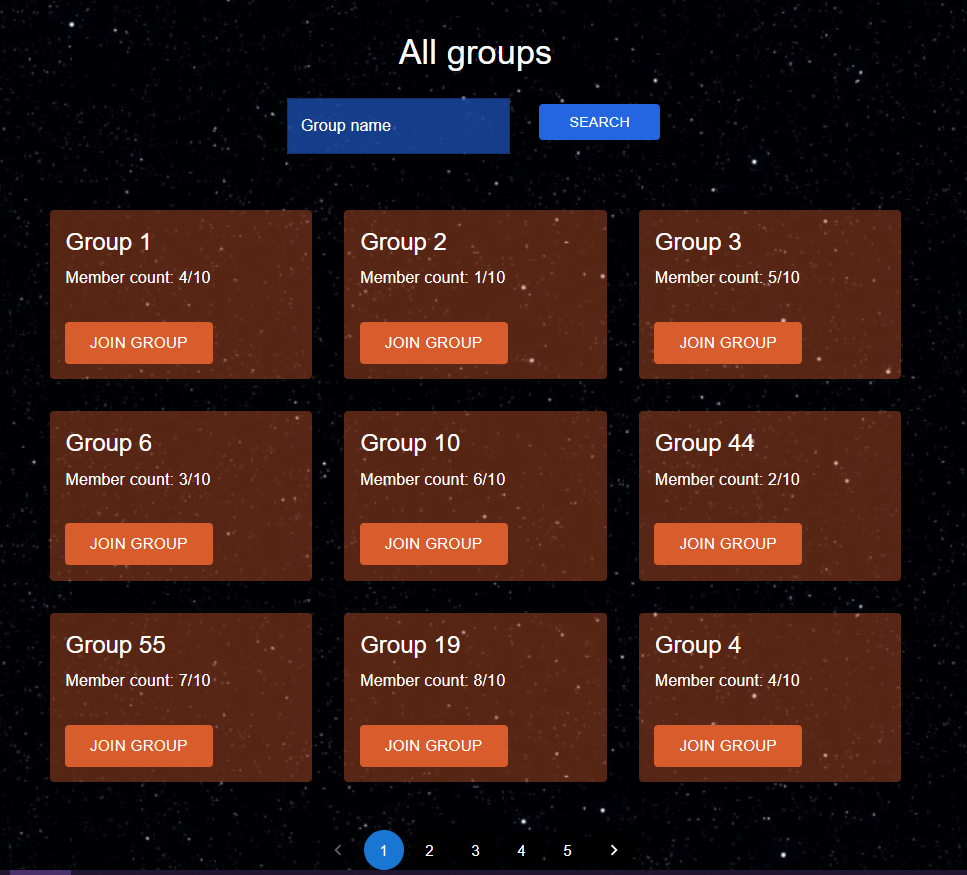 All groups
Group name
SEARCH
Group 1
Member count: 4/10
JOIN GROUP
Group 2
Member count: 1/10
JOIN GROUP
Group 3
Member count: 5/10
JOIN GROUP
Group 6
Member count: 3/10
JOIN GROUP
Group 10
Member count: 6/10
JOIN GROUP
Group 44
Member count: 2/10
JOIN GROUP
Group 55
Member count: 7/10
JOIN GROUP
Group 19
Member count: 8/10
JOIN GROUP
Group 4
Member count: 4/10
JOIN GROUP
1 2 3 4 5